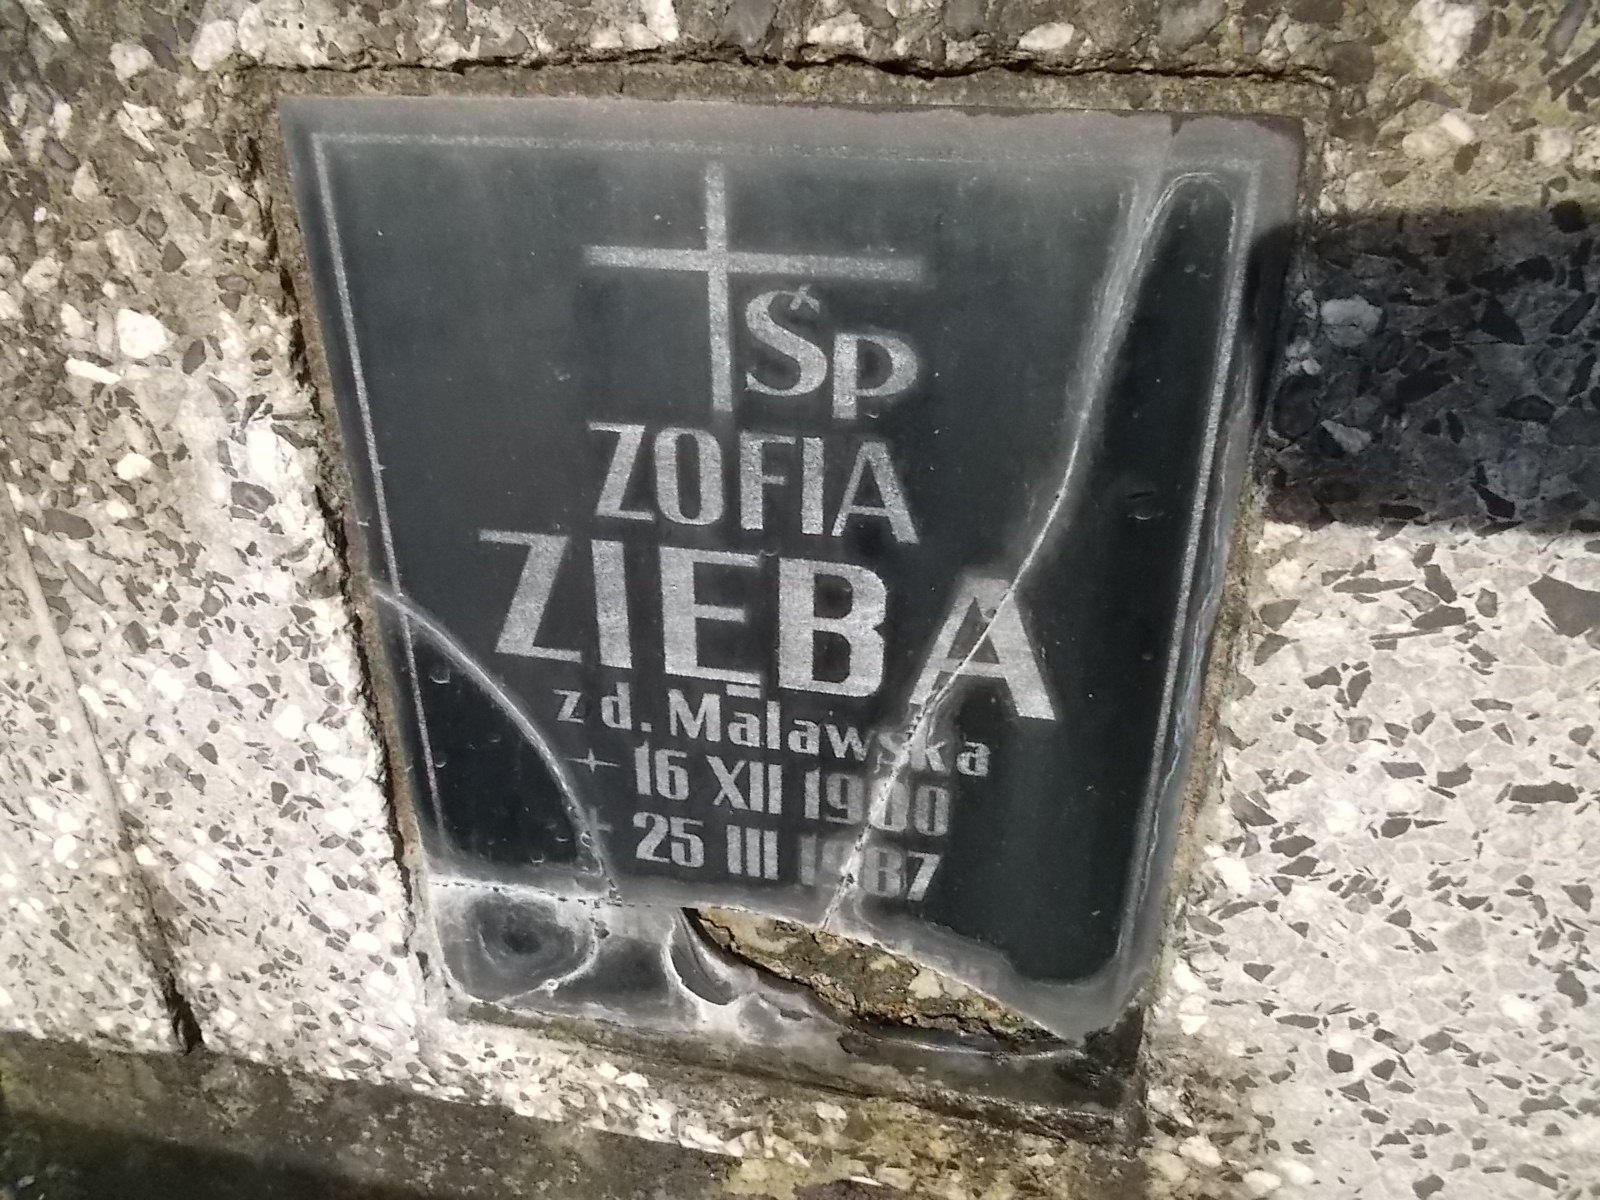 Śp
ZOFIA
ZIĘBA
z d. Malawska
16 XII 1900
25 III 1987